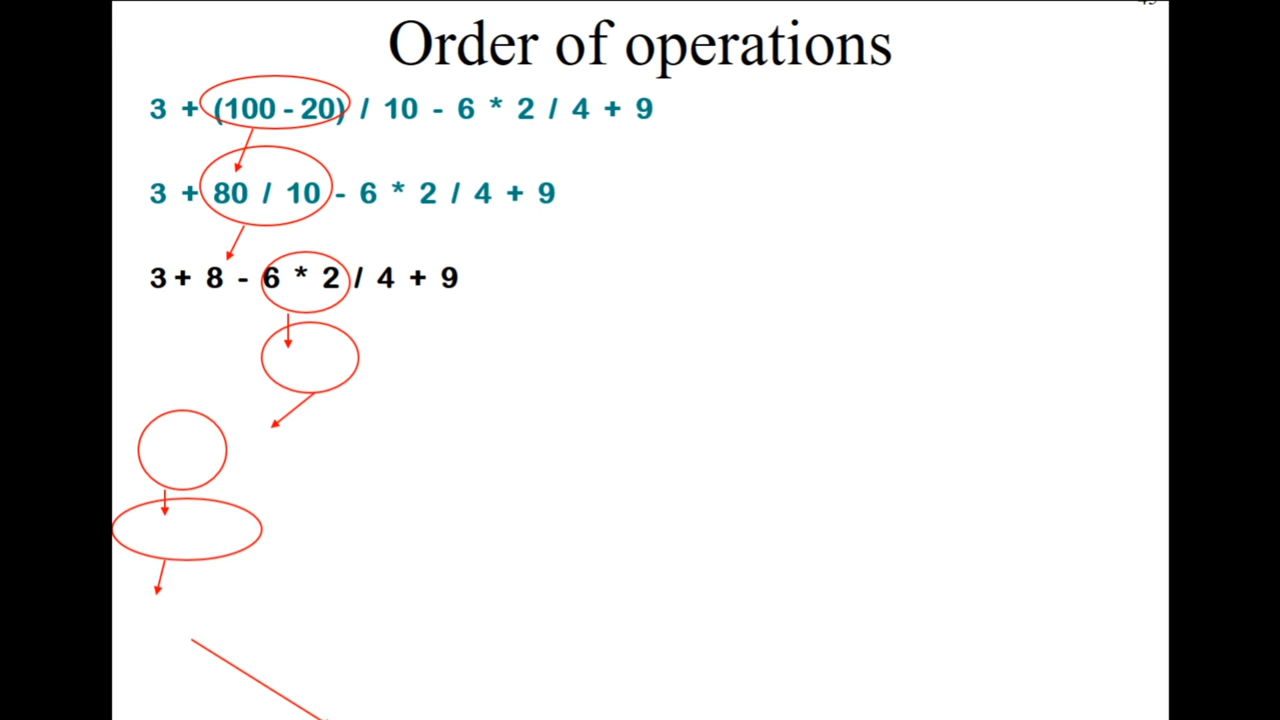 Order of operations
3 + (100 - 20) / 10 - 6 * 2 / 4 + 9
3 + 80 / 10 - 6 * 2 / 4 + 9
3 + 8 - 6 * 2 / 4 + 9